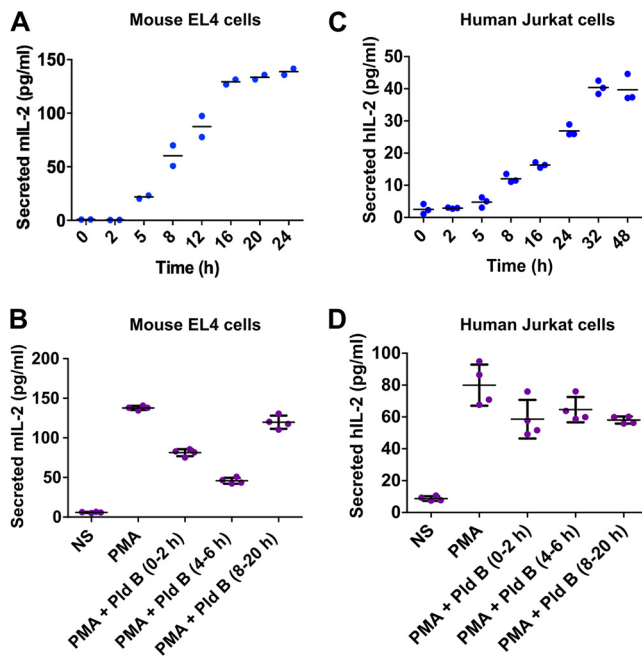 A
Mouse EL4 cells
Secreted mIL-2 (pg/ml)
150
100
50
0
0 2 5 8 12 16 20 24
Time (h)
C
Human Jurkat cells
Secreted hIL-2 (pg/ml)
50
40
30
20
10
0
0 2 5 8 16 24 32 48
Time (h)
B
Mouse EL4 cells
Secreted mIL-2 (pg/ml)
200
150
100
50
0
NS
PMA
PMA + Pld B (0-2 h)
PMA + Pld B (4-6 h)
PMA + Pld B (8-20 h)
D
Human Jurkat cells
Secreted hIL-2 (pg/ml)
100
80
60
40
20
0
NS
PMA
PMA + Pld B (0-2 h)
PMA + Pld B (4-6 h)
PMA + Pld B (8-20h)